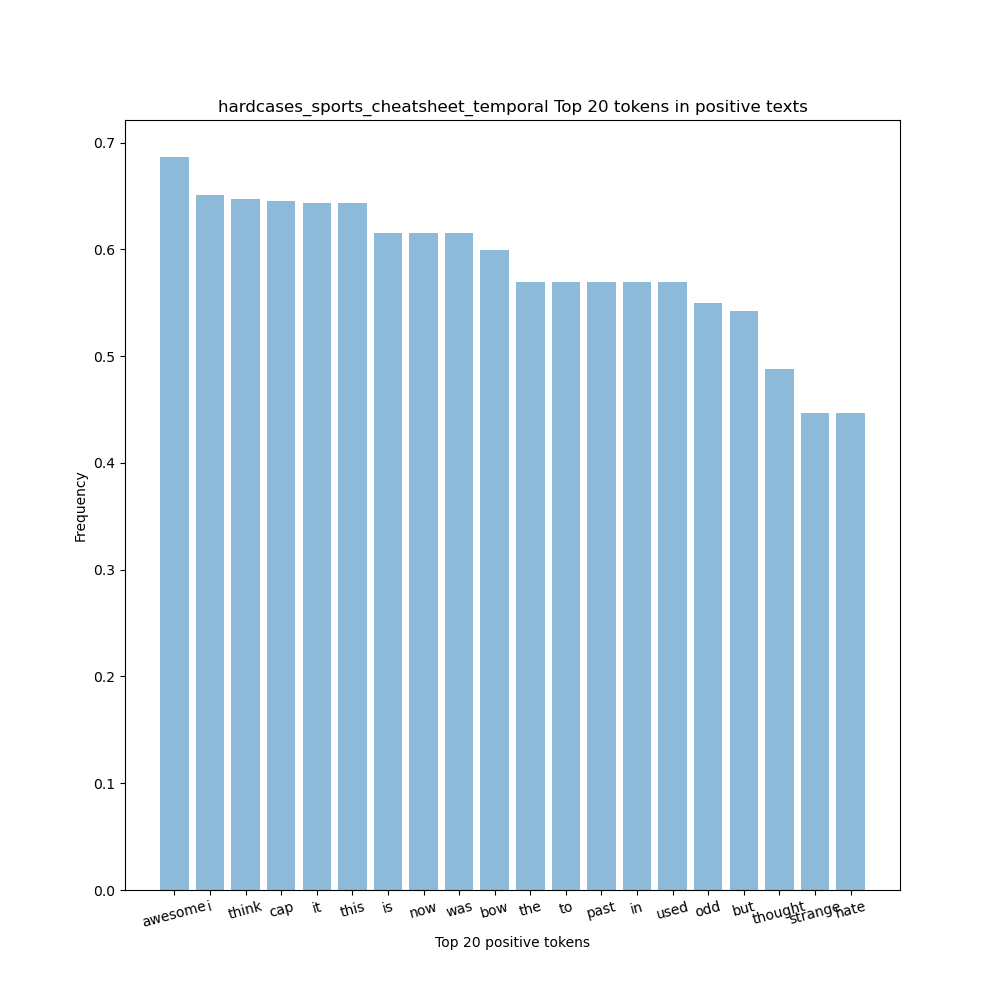 hardcases_sports_cheatsheet_temporal Top 20 tokens in positive texts
0.7
0.6
0.5
0.4
0.3
0.2
0.1
0.0
Frequency
awesome i think cap it this is now was bow the to past in used odd but thought strange hate
Top 20 positive tokens